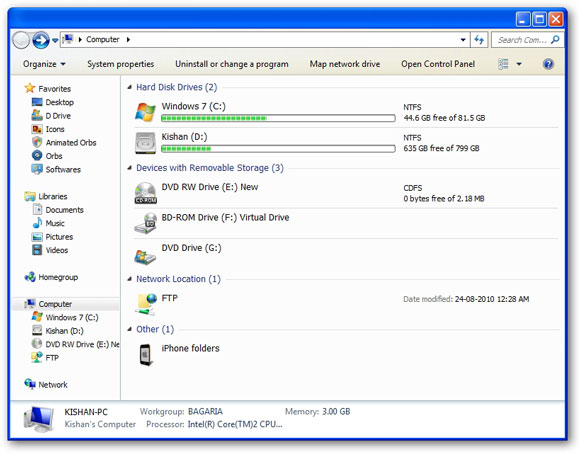 Computer
Search Com...
Organize
System properties
Uninstall or change a program
Map network drive
Open Control Panel
Favorites
Desktop
D Drive
Icons
Animated Orbs
Orbs
Softwares
Libraries
Documents
Music
Pictures
Videos
Homegroup
Computer
Windows 7 (C:)
Kishan (D:)
DVD RW Drive (E:) Ne
FTP
Network
Hard Disk Drives (2)
Windows 7 (C:)
NTFS
44.6 GB free of 81.5 GB
Kishan (D:)
NTFS
635 GB free of 799 GB
Devices with Removable Storage (3)
DVD RW Drive (E:) New
CDFS
0 bytes free of 2.18 MB
CD-ROM
BD-ROM Drive (F:) Virtual Drive
DVD Drive (G:)
Network Location (1)
FTP
Date modified: 24-08-2010 12:28 AM
Other (1)
iPhone folders
KISHAN-PC
Workgroup: BAGARIA
Memory: 3.00 GB
Kishan's Computer
Processor: Intel(R) Core(TM)2 CPU...